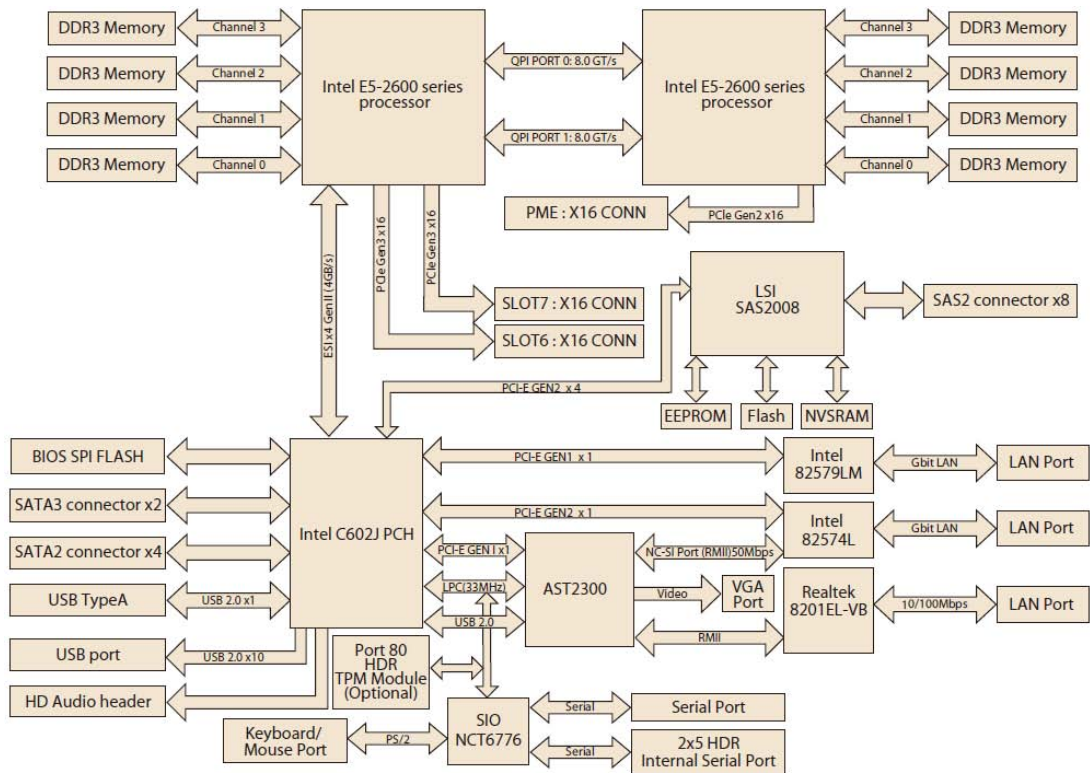 DDR3 Memory
Channel 3
DDR3 Memory
Channel 2
DDR3 Memory
Channel 1
DDR3 Memory
Channel 0
Intel E5-2600 series
processor
QPI PORT 0: 8.0 GT/s
QPI PORT 1: 8.0 GT/s
Intel E5-2600 series
processor
Channel 3
DDR3 Memory
Channel 2
DDR3 Memory
Channel 1
DDR3 Memory
Channel 0
DDR3 Memory
PME : X16 CONN
PCIe Gen2 x16
ESI x4 GenII (4GB/s)
PCIe Gen3 x16
PCIe Gen3 x16
SLOT7 : X16 CONN
SLOT6 : X16 CONN
LSI
SAS2008
SAS2 connector x8
PCI-E GEN2 x 4
EEPROM
Flash
NVSRAM
BIOS SPI FLASH
SATA3 connector x2
SATA2 connector x4
USB TypeA
USB 2.0 x1
USB port
USB 2.0 x10
HD Audio header
Intel C602J PCH
PCI-E GEN1 x 1
Intel
82579LM
Gbit LAN
LAN Port
PCI-E GEN2 x 1
Intel
82574L
Gbit LAN
LAN Port
PCI-E GEN I x1
LPC(33MHz)
USB 2.0
AST2300
NC-SI Port (RMII)50Mbps
Video
VGA
Port
RMII
Realtek
8201EL-VB
10/100Mbps
LAN Port
Port 80
HDR
TPM Module
(Optional)
Keyboard/
Mouse Port
PS/2
SIO
NCT6776
Serial
Serial Port
Serial
2x5 HDR
Internal Serial Port